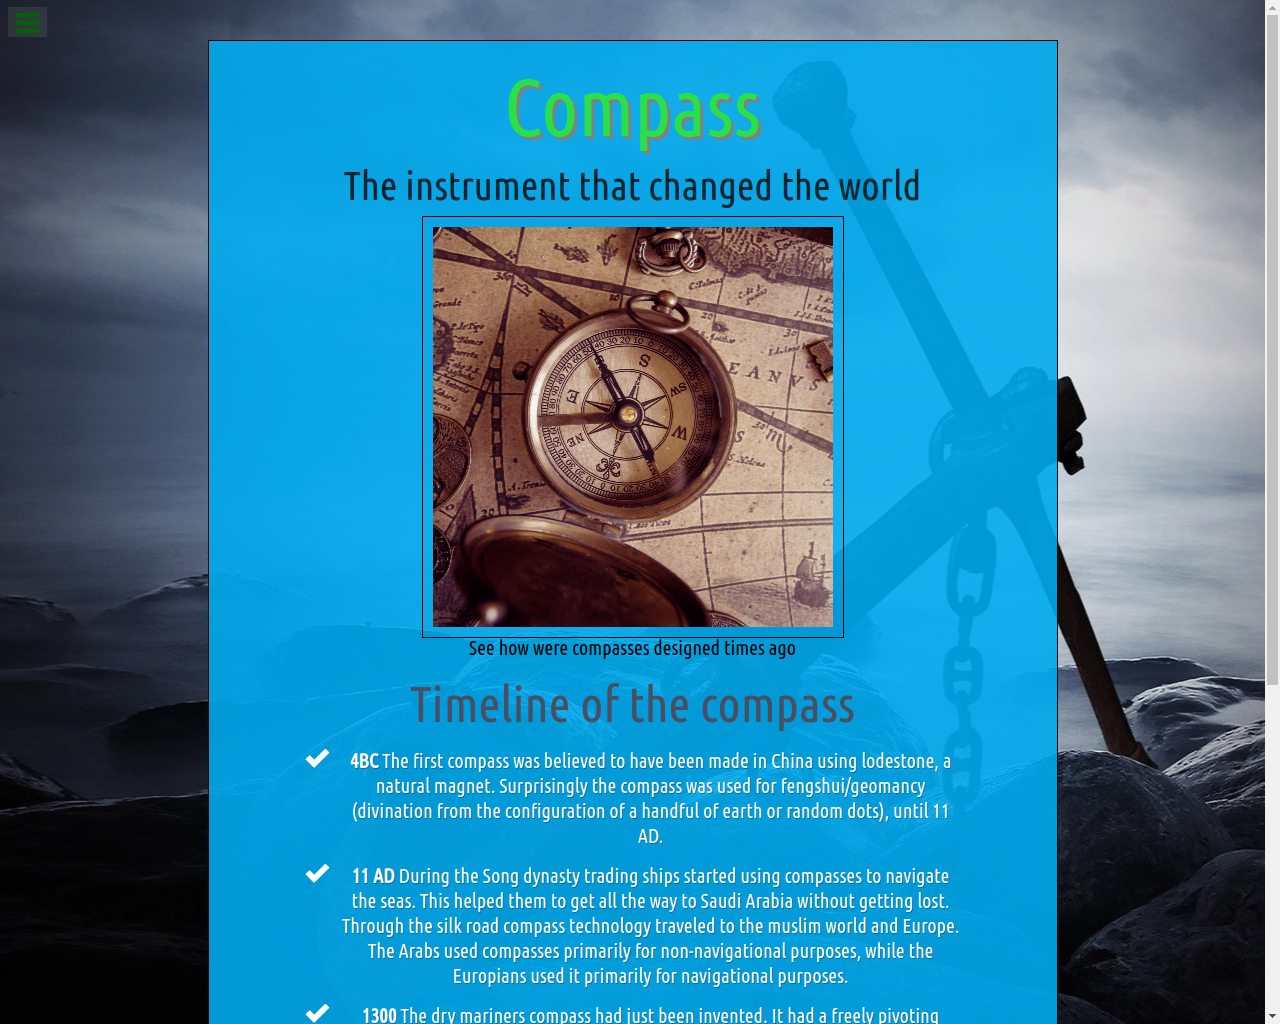 Compass
The instrument that changed the world
See how were compasses designed times ago
Timeline of the compass
4BC The first compass was believed to have been made in China using lodestone, a
natural magnet. Surprisingly the compass was used for fengshui/geomancy
(divination from the configuration of a handful of earth or random dots), until 11
AD.
11 AD During the Song dynasty trading ships started using compasses to navigate
the seas. This helped them to get all the way to Saudi Arabia without getting lost.
Through the silk road compass technology traveled to the muslim world and Europe.
The Arabs used compasses primarily for non-navigational purposes, while the
Europians used it primarily for navigational purposes.
1300 The dry mariners compass had just been invented. It had a freely pivoting